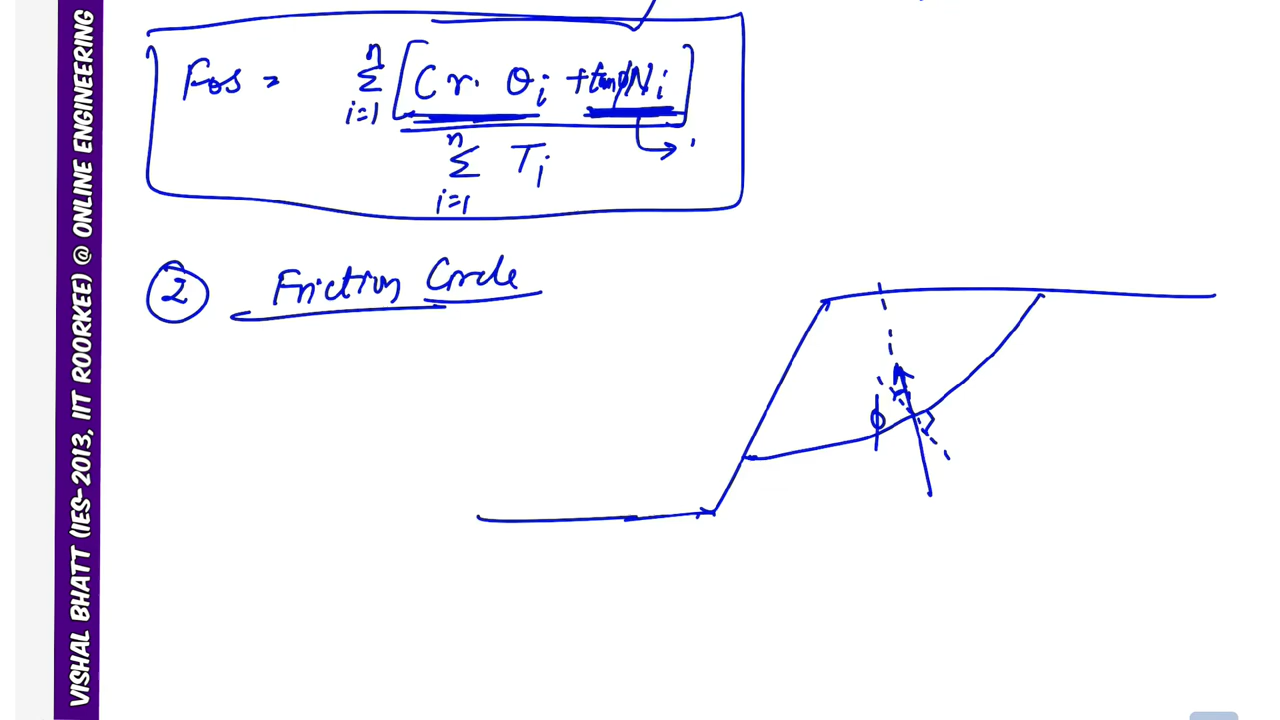 VISHAL BHATT (IES-2013, IIT ROORKEE) @ ONLINE ENGINEERING
FOS = n Σ i=1 [C r. θi + tanφ Ni]
n Σ i=1 Ti
2 Friction Circle
φ